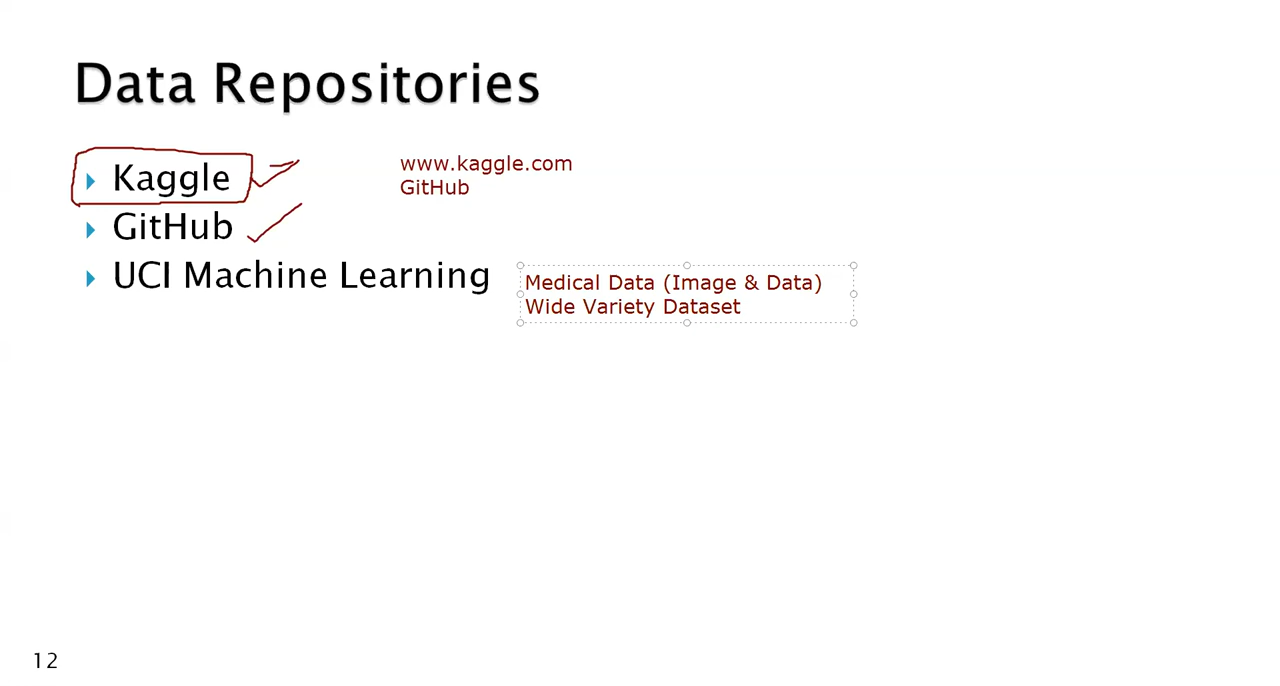 Data Repositories
Kaggle
www.kaggle.com
GitHub
GitHub
UCI Machine Learning
Medical Data (Image & Data)
Wide Variety Dataset
12